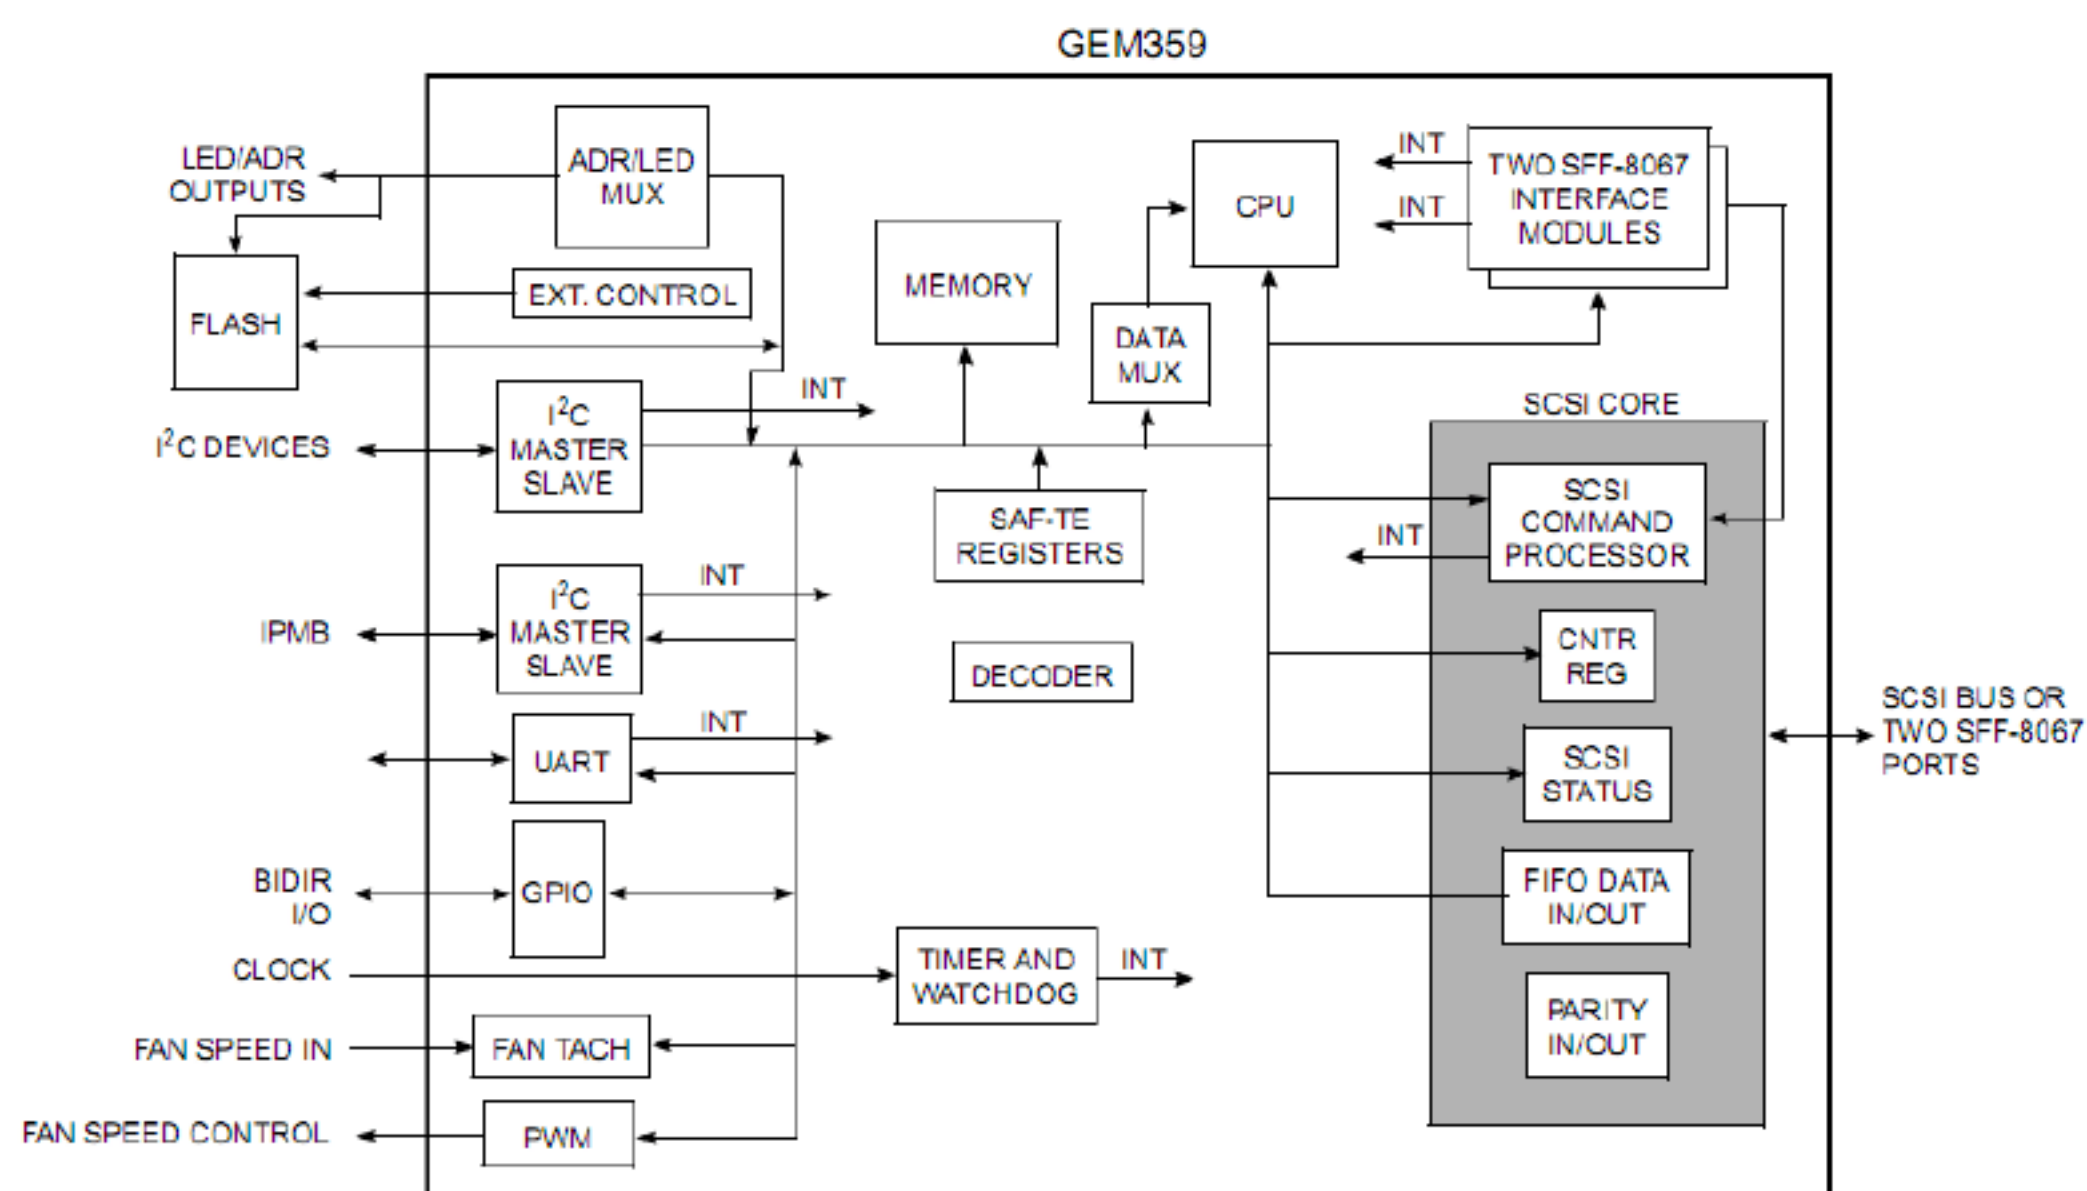 GEM359
LED/ADR
OUTPUTS
ADR/LED
MUX
CPU
INT
INT
TWO SFF-8067
INTERFACE
MODULES
MEMORY
EXT. CONTROL
FLASH
DATA
MUX
I²C DEVICES
I²C
MASTER
SLAVE
INT
SCSI CORE
SAF-TE
REGISTERS
SCSI
COMMAND
PROCESSOR
INT
IPMB
I²C
MASTER
SLAVE
INT
DECODER
CNTR
REG
UART
INT
SCSI
STATUS
SCSI BUS OR
TWO SFF-8067
PORTS
BIDIR
I/O
GPIO
FIFO DATA
IN/OUT
CLOCK
TIMER AND
WATCHDOG
INT
PARITY
IN/OUT
FAN SPEED IN
FAN TACH
FAN SPEED CONTROL
PWM